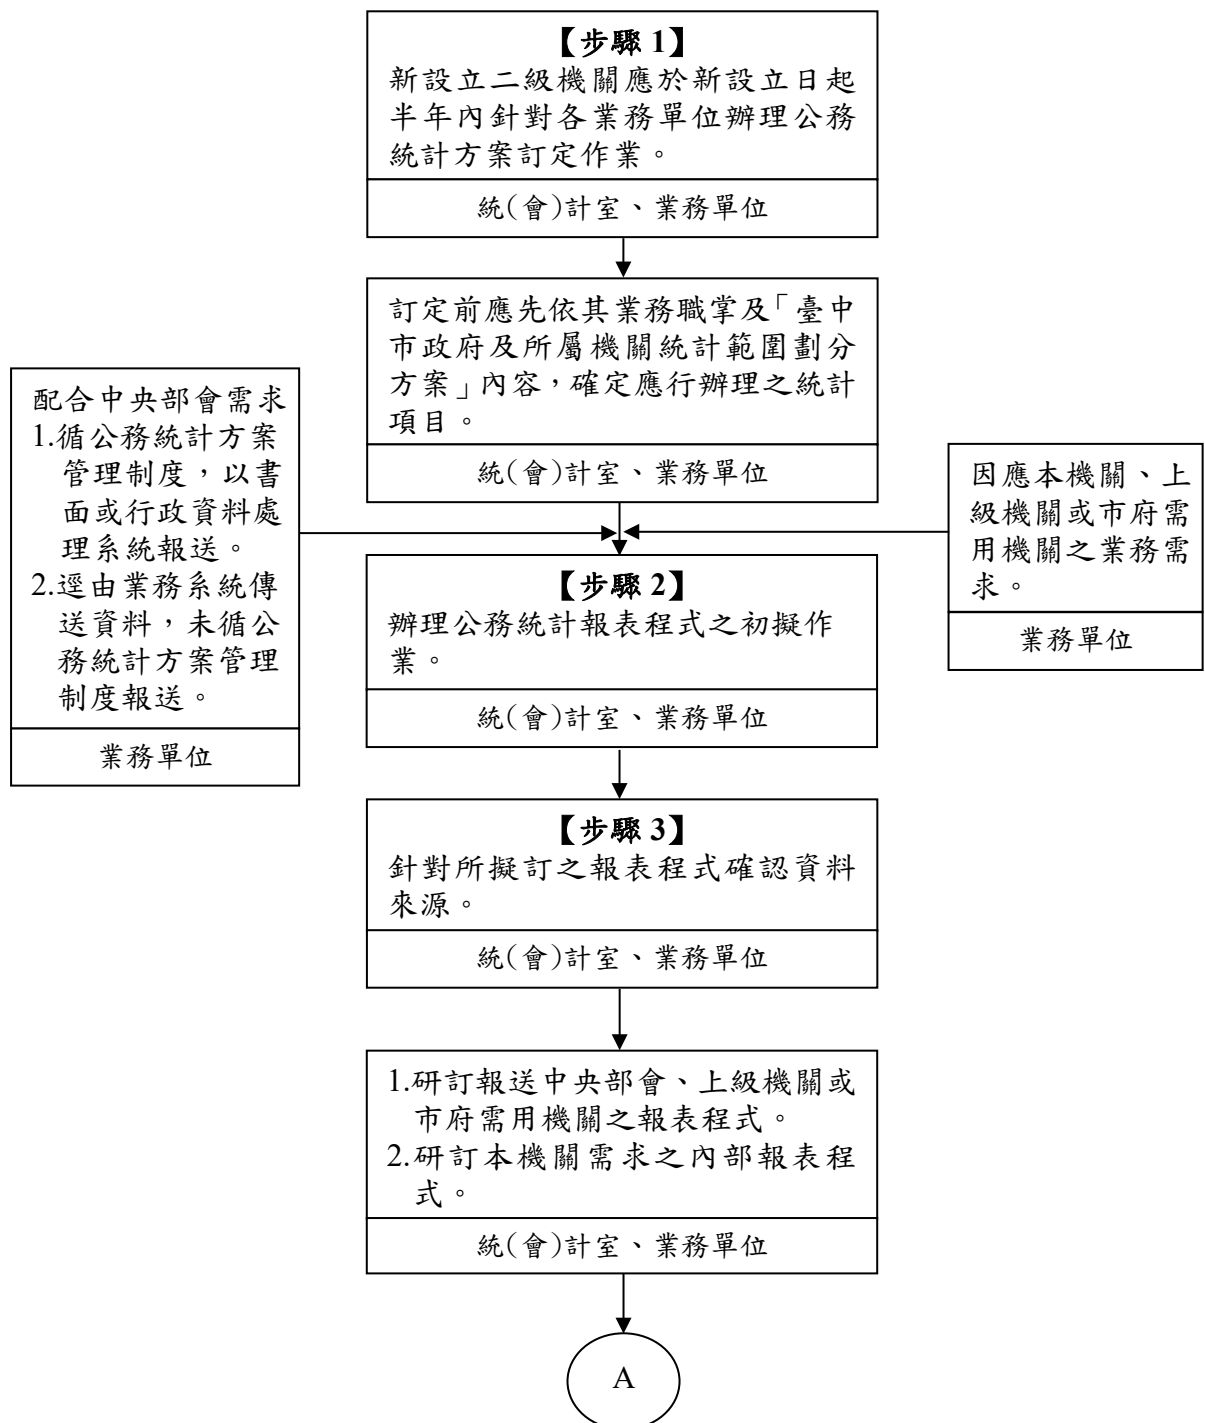 【步驟 1】
新設立二級機關應於新設立日起
半年內針對各業務單位辦理公務
統計方案訂定作業。
統(會)計室、業務單位
訂定前應先依其業務職掌及「臺中
市政府及所屬機關統計範圍劃分
方案」內容，確定應行辦理之統計
項目。
統(會)計室、業務單位
配合中央部會需求
1.循公務統計方案
管理制度，以書
面或行政資料處
理系統報送。
2.逕由業務系統傳
送資料，未循公
務統計方案管理
制度報送。
業務單位
因應本機關、上
級機關或市府需
用機關之業務需
求。
業務單位
【步驟 2】
辦理公務統計報表程式之初擬作
業。
統(會)計室、業務單位
【步驟 3】
針對所擬訂之報表程式確認資料
來源。
統(會)計室、業務單位
1.研訂報送中央部會、上級機關或
市府需用機關之報表程式。
2.研訂本機關需求之內部報表程
式。
統(會)計室、業務單位
A